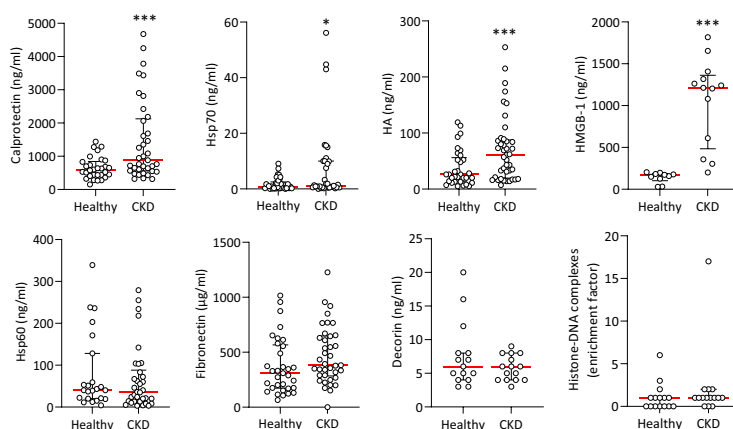 Calprotectin (ng/ml)
5000
4000
3000
2000
1000
0
***
Healthy CKD
Hsp70 (ng/ml)
60
40
20
0
*
Healthy CKD
HA (ng/ml)
300
200
100
0
***
Healthy CKD
HMGB-1 (ng/ml)
2000
1500
1000
500
0
***
Healthy CKD
Hsp60 (ng/ml)
400
300
200
100
0
Healthy CKD
Fibronectin (µg/ml)
1500
1000
500
0
Healthy CKD
Decorin (ng/ml)
25
20
15
10
5
0
Healthy CKD
Histone-DNA complexes
(enrichment factor)
20
15
10
5
0
Healthy CKD